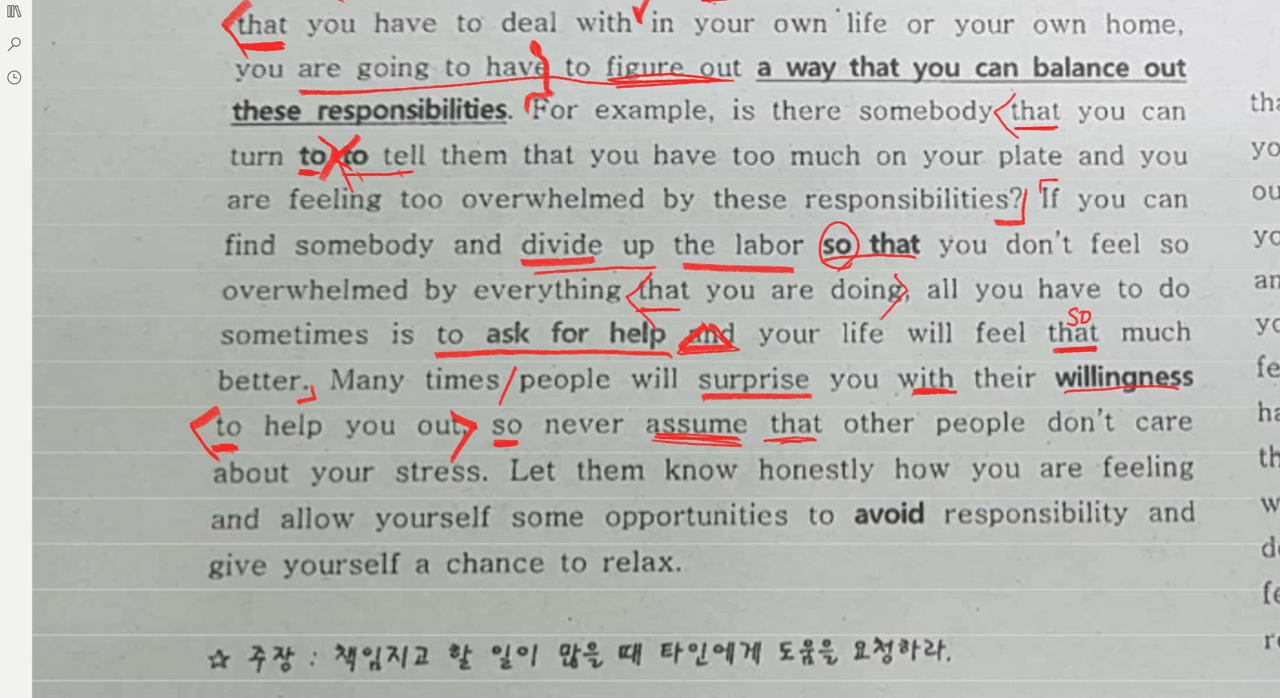 that you have to deal with in your own life or your own home,
you are going to have to figure out a way that you can balance out
these responsibilities. For example, is there somebody that you can
turn to to tell them that you have too much on your plate and you
are feeling too overwhelmed by these responsibilities? If you can
find somebody and divide up the labor so that you don't feel so
overwhelmed by everything that you are doing, all you have to do
so
sometimes is to ask for help and your life will feel that much
better. Many times people will surprise you with their willingness
to help you out, so never assume that other people don't care
about your stress. Let them know honestly how you are feeling
and allow yourself some opportunities to avoid responsibility and
give yourself a chance to relax.
☆ 주장 : 책임지고 할 일이 많을 때 타인에게 도움을 요청하라.